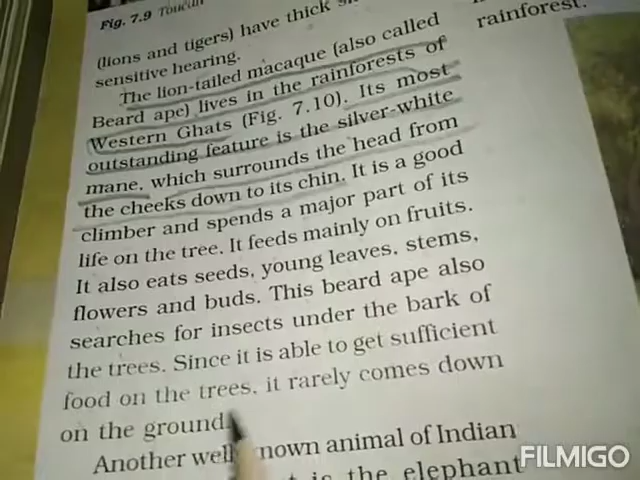 Fig. 7.9 Toucan
(lions and tigers) have thick
sensitive hearing.
The lion-tailed macaque (also called
Beard ape) lives in the rainforests of
Western Ghats (Fig. 7.10). Its most
outstanding feature is the silver-white
mane, which surrounds the head from
the cheeks down to its chin. It is a good
climber and spends a major part of its
life on the tree. It feeds mainly on fruits.
It also eats seeds, young leaves, stems,
flowers and buds. This beard ape also
searches for insects under the bark of
the trees. Since it is able to get sufficient
food on the trees, it rarely comes down
on the ground.
Another well known animal of Indian
is the elephant
rainforest.
FILMIGO